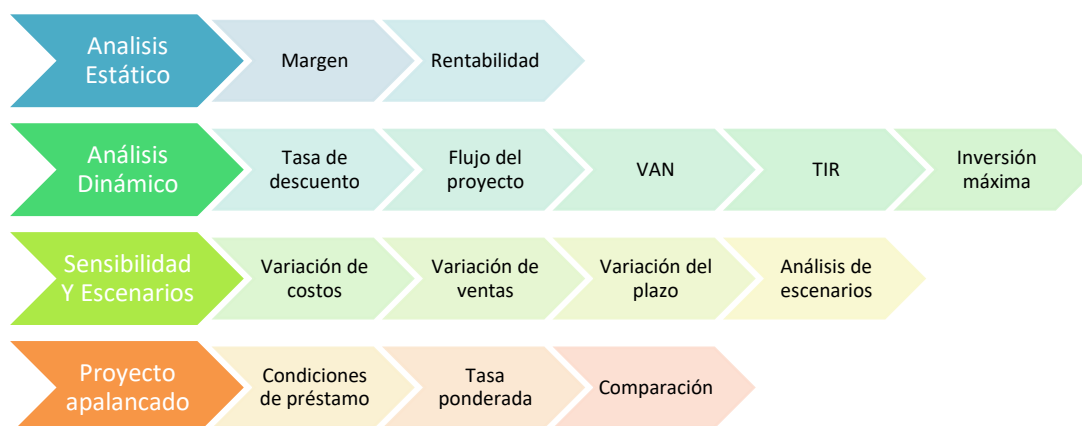 Analisis
Estático
Margen
Rentabilidad
Análisis
Dinámico
Tasa de
descuento
Flujo del
proyecto
VAN
TIR
Inversión
máxima
Sensibilidad
Y Escenarios
Variación de
costos
Variación de
ventas
Variación del
plazo
Análisis de
escenarios
Proyecto
apalancado
Condiciones
de préstamo
Tasa
ponderada
Comparación